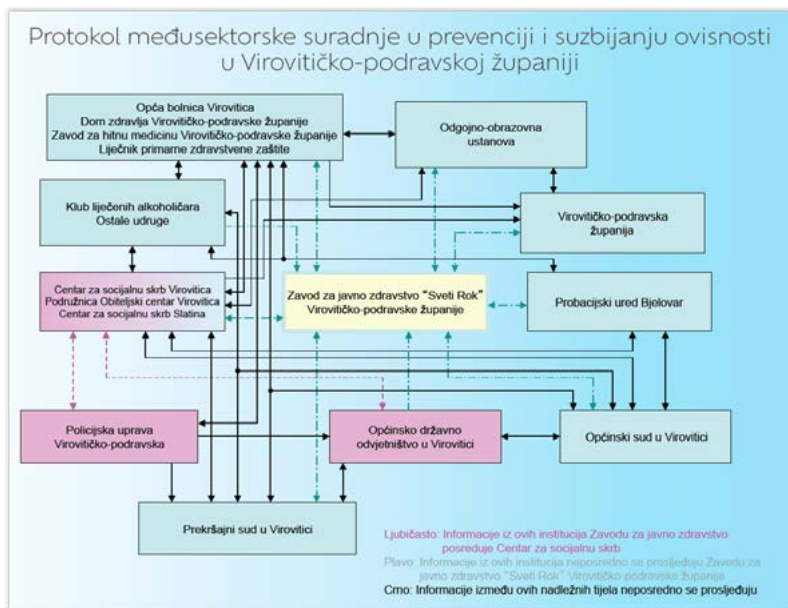 Protokol međusektorske suradnje u prevenciji i suzbijanju ovisnosti
u Virovitičko-podravskoj županiji
Opća bolnica Virovitica
Dom zdravlja Virovitičko-podravske županije
Zavod za hitnu medicinu Virovitičko-podravske županije
Liječnik primarne zdravstvene zaštite
Odgojno-obrazovna
ustanova
Klub liječenih alkoholičara
Ostale udruge
Virovitičko-podravska
županija
Centar za socijalnu skrb Virovitica
Podružnica Obiteljski centar Virovitica
Centar za socijalnu skrb Slatina
Zavod za javno zdravstvo "Sveti Rok"
Virovitičko-podravske županije
Probacijski ured Bjelovar
Policijska uprava
Virovitičko-podravska
Općinsko državno
odvjetništvo u Virovitici
Općinski sud u Virovitici
Prekršajni sud u Virovitici
Ljubičasto: Informacije iz ovih institucija Zavodu za javno zdravstvo
posreduje Centar za socijalnu skrb
Plavo: Informacije iz ovih institucija neposredno se prosljeđuju Zavodu za
javno zdravstvo "Sveti Rok" Virovitičko-podravske županije
Crno: Informacije između ovih nadležnih tijela neposredno se prosljeđuju